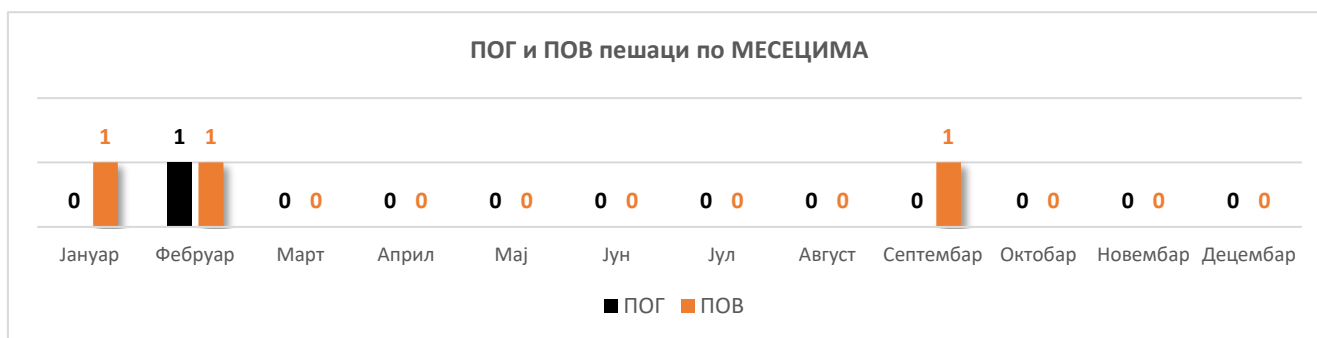 ПОГ и ПОВ пешаци по МЕСЕЦИМА
1 1 1 1
0 0 0 0 0 0 0 0 0 0 0 0 0 0 0 0 0 0 0 0
Јануар Фебруар Март Април Мај Јун Јул Август Септембар Октобар Новембар Децембар
ПОГ ПОВ